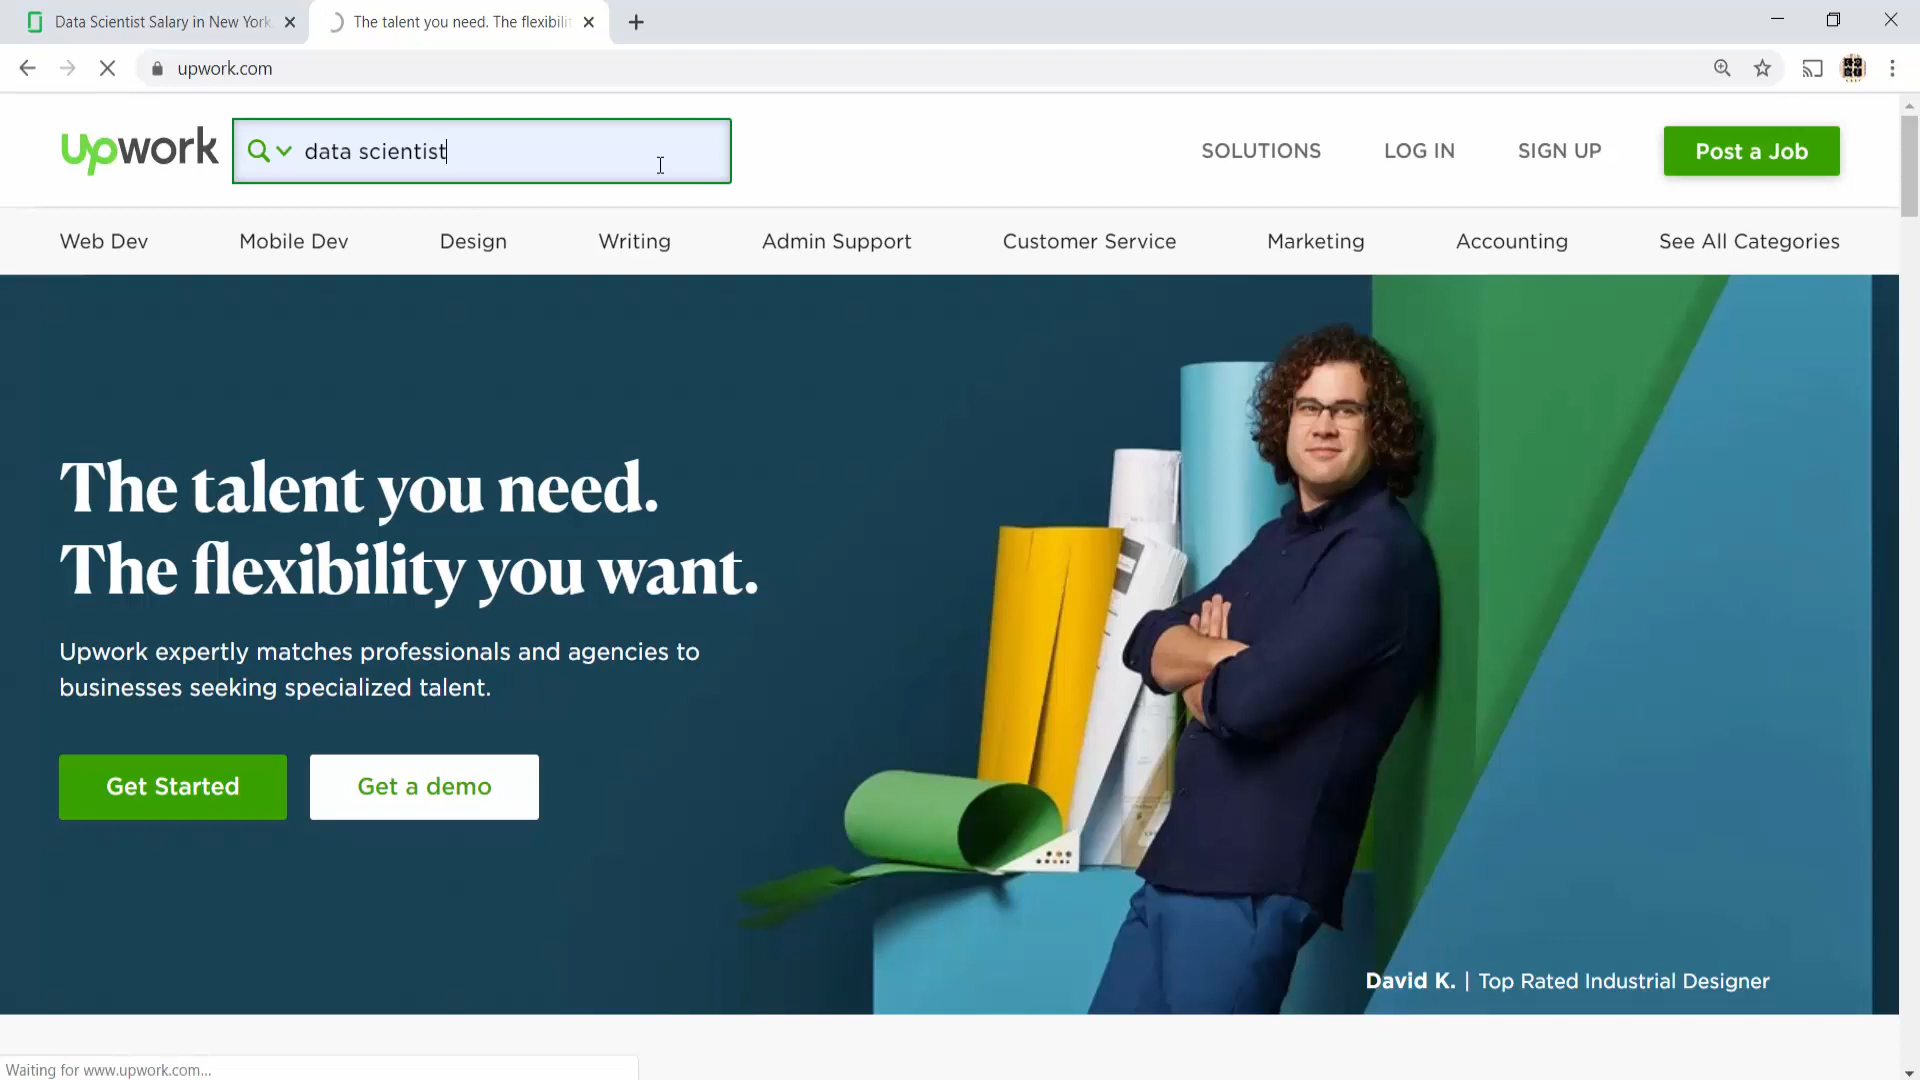 Data Scientist Salary in New York
The talent you need. The flexibili
upwork.com
upwork
data scientist
SOLUTIONS
LOG IN
SIGN UP
Post a Job
Web Dev
Mobile Dev
Design
Writing
Admin Support
Customer Service
Marketing
Accounting
See All Categories
The talent you need.
The flexibility you want.
Upwork expertly matches professionals and agencies to
businesses seeking specialized talent.
Get Started
Get a demo
David K. | Top Rated Industrial Designer
Waiting for www.upwork.com...